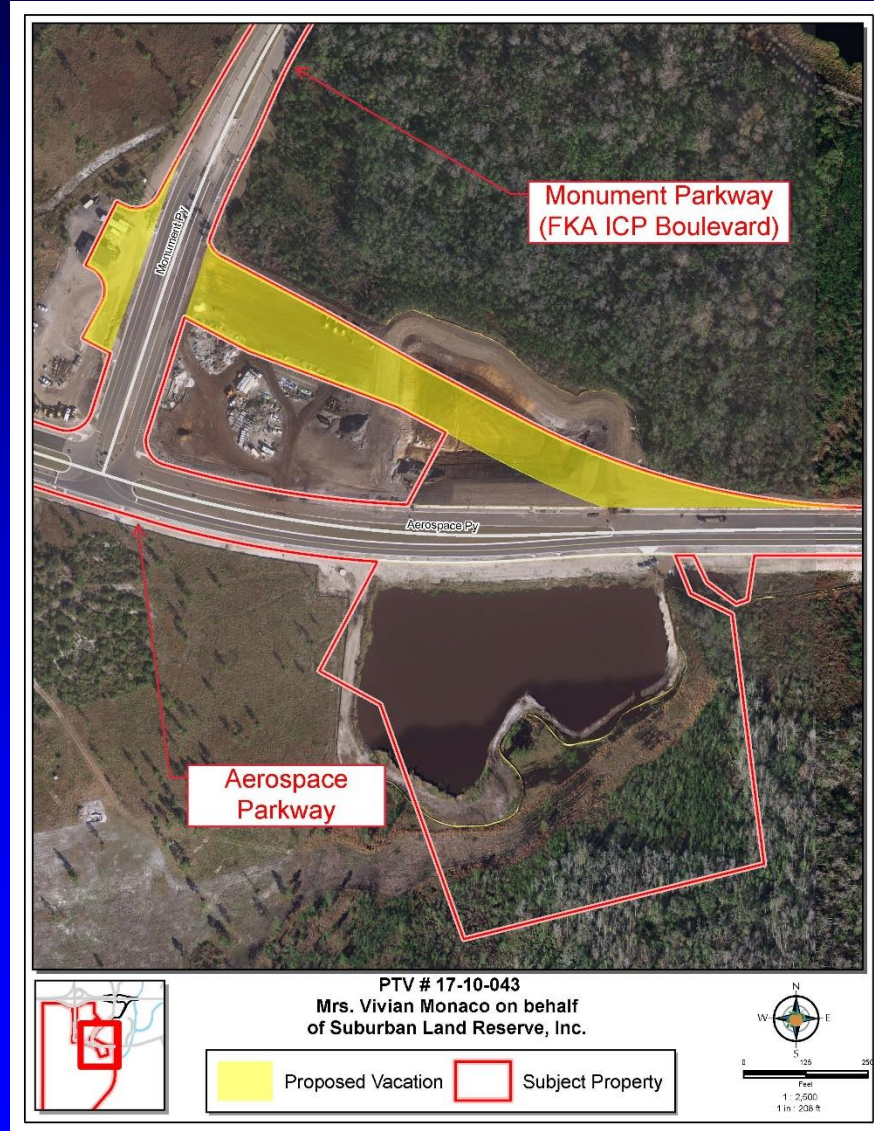 Monument Parkway
(FKA ICP Boulevard)
Monument Py
Aerospace Py
Aerospace
Parkway
PTV # 17-10-043
Mrs. Vivian Monaco on behalf
of Suburban Land Reserve, Inc.
Proposed Vacation
Subject Property
N
W
E
S
0 125 250
Feet
1 : 2,500
1 in : 208 ft